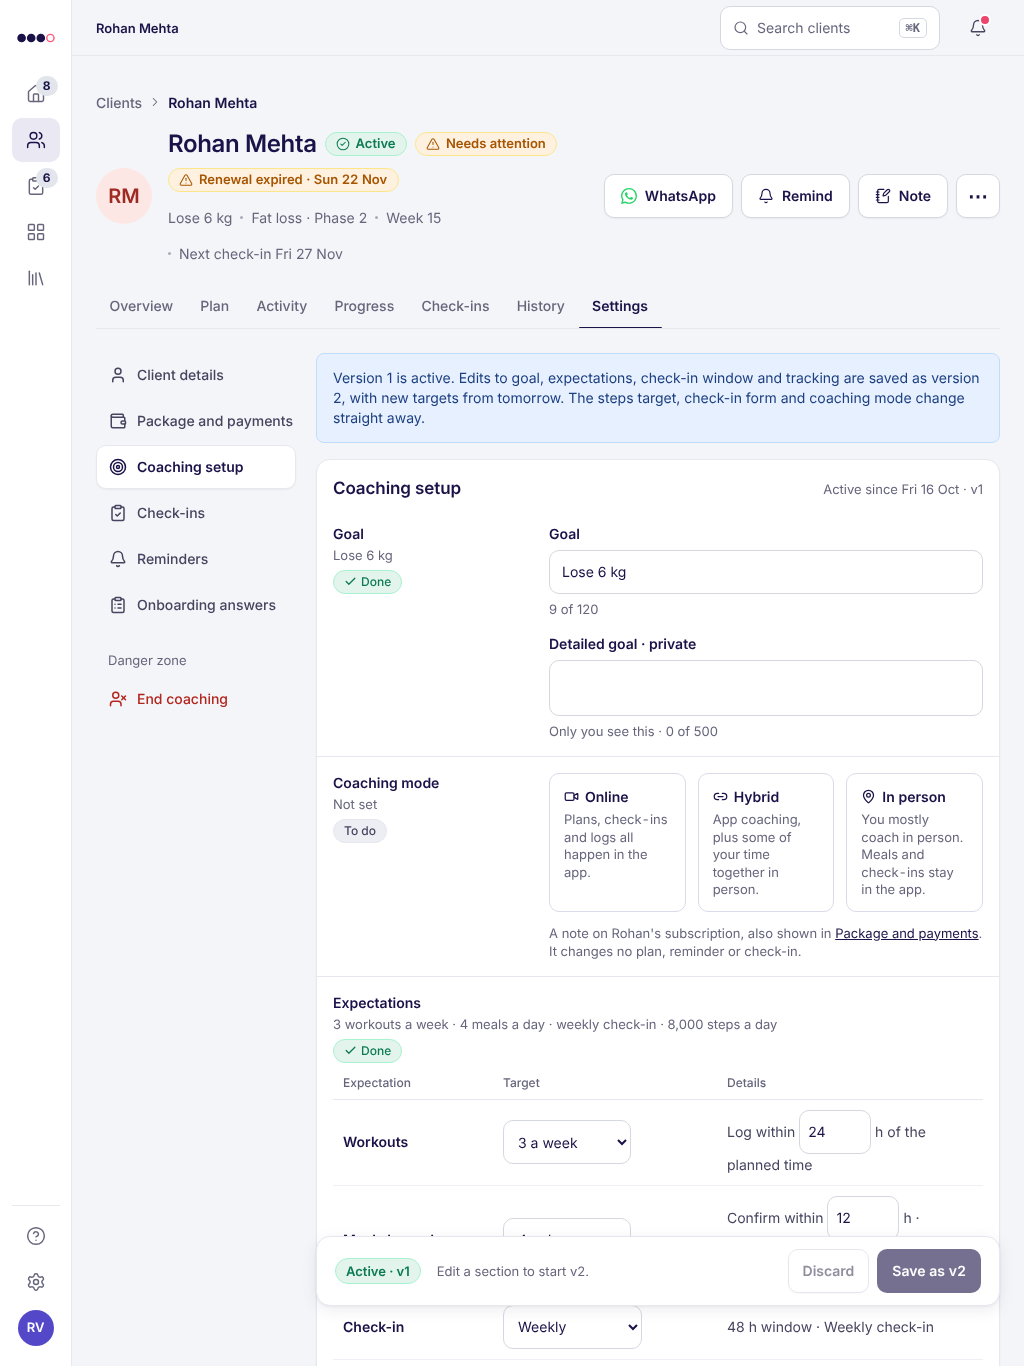 Rohan Mehta
Search clients
⌘K
8
6
Clients
Rohan Mehta
Rohan Mehta
Active
Needs attention
RM
Renewal expired · Sun 22 Nov
Lose 6 kg • Fat loss · Phase 2 • Week 15
• Next check-in Fri 27 Nov
WhatsApp
Remind
Note
Overview
Plan
Activity
Progress
Check-ins
History
Settings
Client details
Package and payments
Coaching setup
Check-ins
Reminders
Onboarding answers
Danger zone
End coaching
Version 1 is active. Edits to goal, expectations, check-in window and tracking are saved as version
2, with new targets from tomorrow. The steps target, check-in form and coaching mode change
straight away.
Coaching setup
Active since Fri 16 Oct · v1
Goal
Lose 6 kg
Done
Goal
Lose 6 kg
9 of 120
Detailed goal · private
Only you see this · 0 of 500
Coaching mode
Not set
To do
Online
Plans, check-ins
and logs all
happen in the
app.
Hybrid
App coaching,
plus some of
your time
together in
person.
In person
You mostly
coach in person.
Meals and
check-ins stay
in the app.
A note on Rohan's subscription, also shown in Package and payments.
It changes no plan, reminder or check-in.
Expectations
3 workouts a week · 4 meals a day · weekly check-in · 8,000 steps a day
Done
Expectation
Target
Details
Workouts
3 a week
Log within 24 h of the
planned time
Confirm within 12 h ·
Active · v1
Edit a section to start v2.
Discard
Save as v2
Check-in
Weekly
48 h window · Weekly check-in
RV